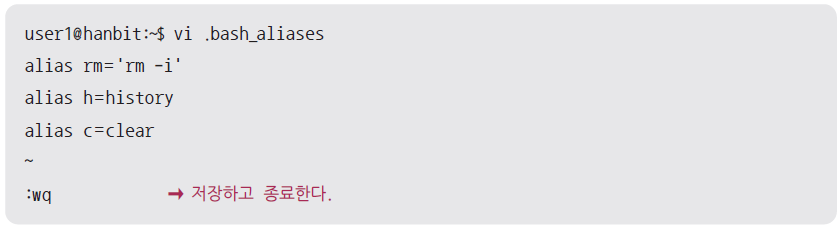 user1@hanbit:~$ vi .bash_aliases
alias rm='rm -i'
alias h=history
alias c=clear
~
:wq → 저장하고 종료한다.